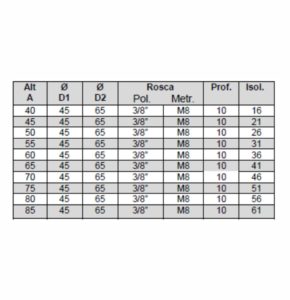 Alt Ø Ø Rosca Prof. Isol.
A D1 D2 Pol. Metr.
40 45 65 3/8" M8 10 16
45 45 65 3/8" M8 10 21
50 45 65 3/8" M8 10 26
55 45 65 3/8" M8 10 31
60 45 65 3/8" M8 10 36
65 45 65 3/8" M8 10 41
70 45 65 3/8" M8 10 46
75 45 65 3/8" M8 10 51
80 45 65 3/8" M8 10 56
85 45 65 3/8" M8 10 61